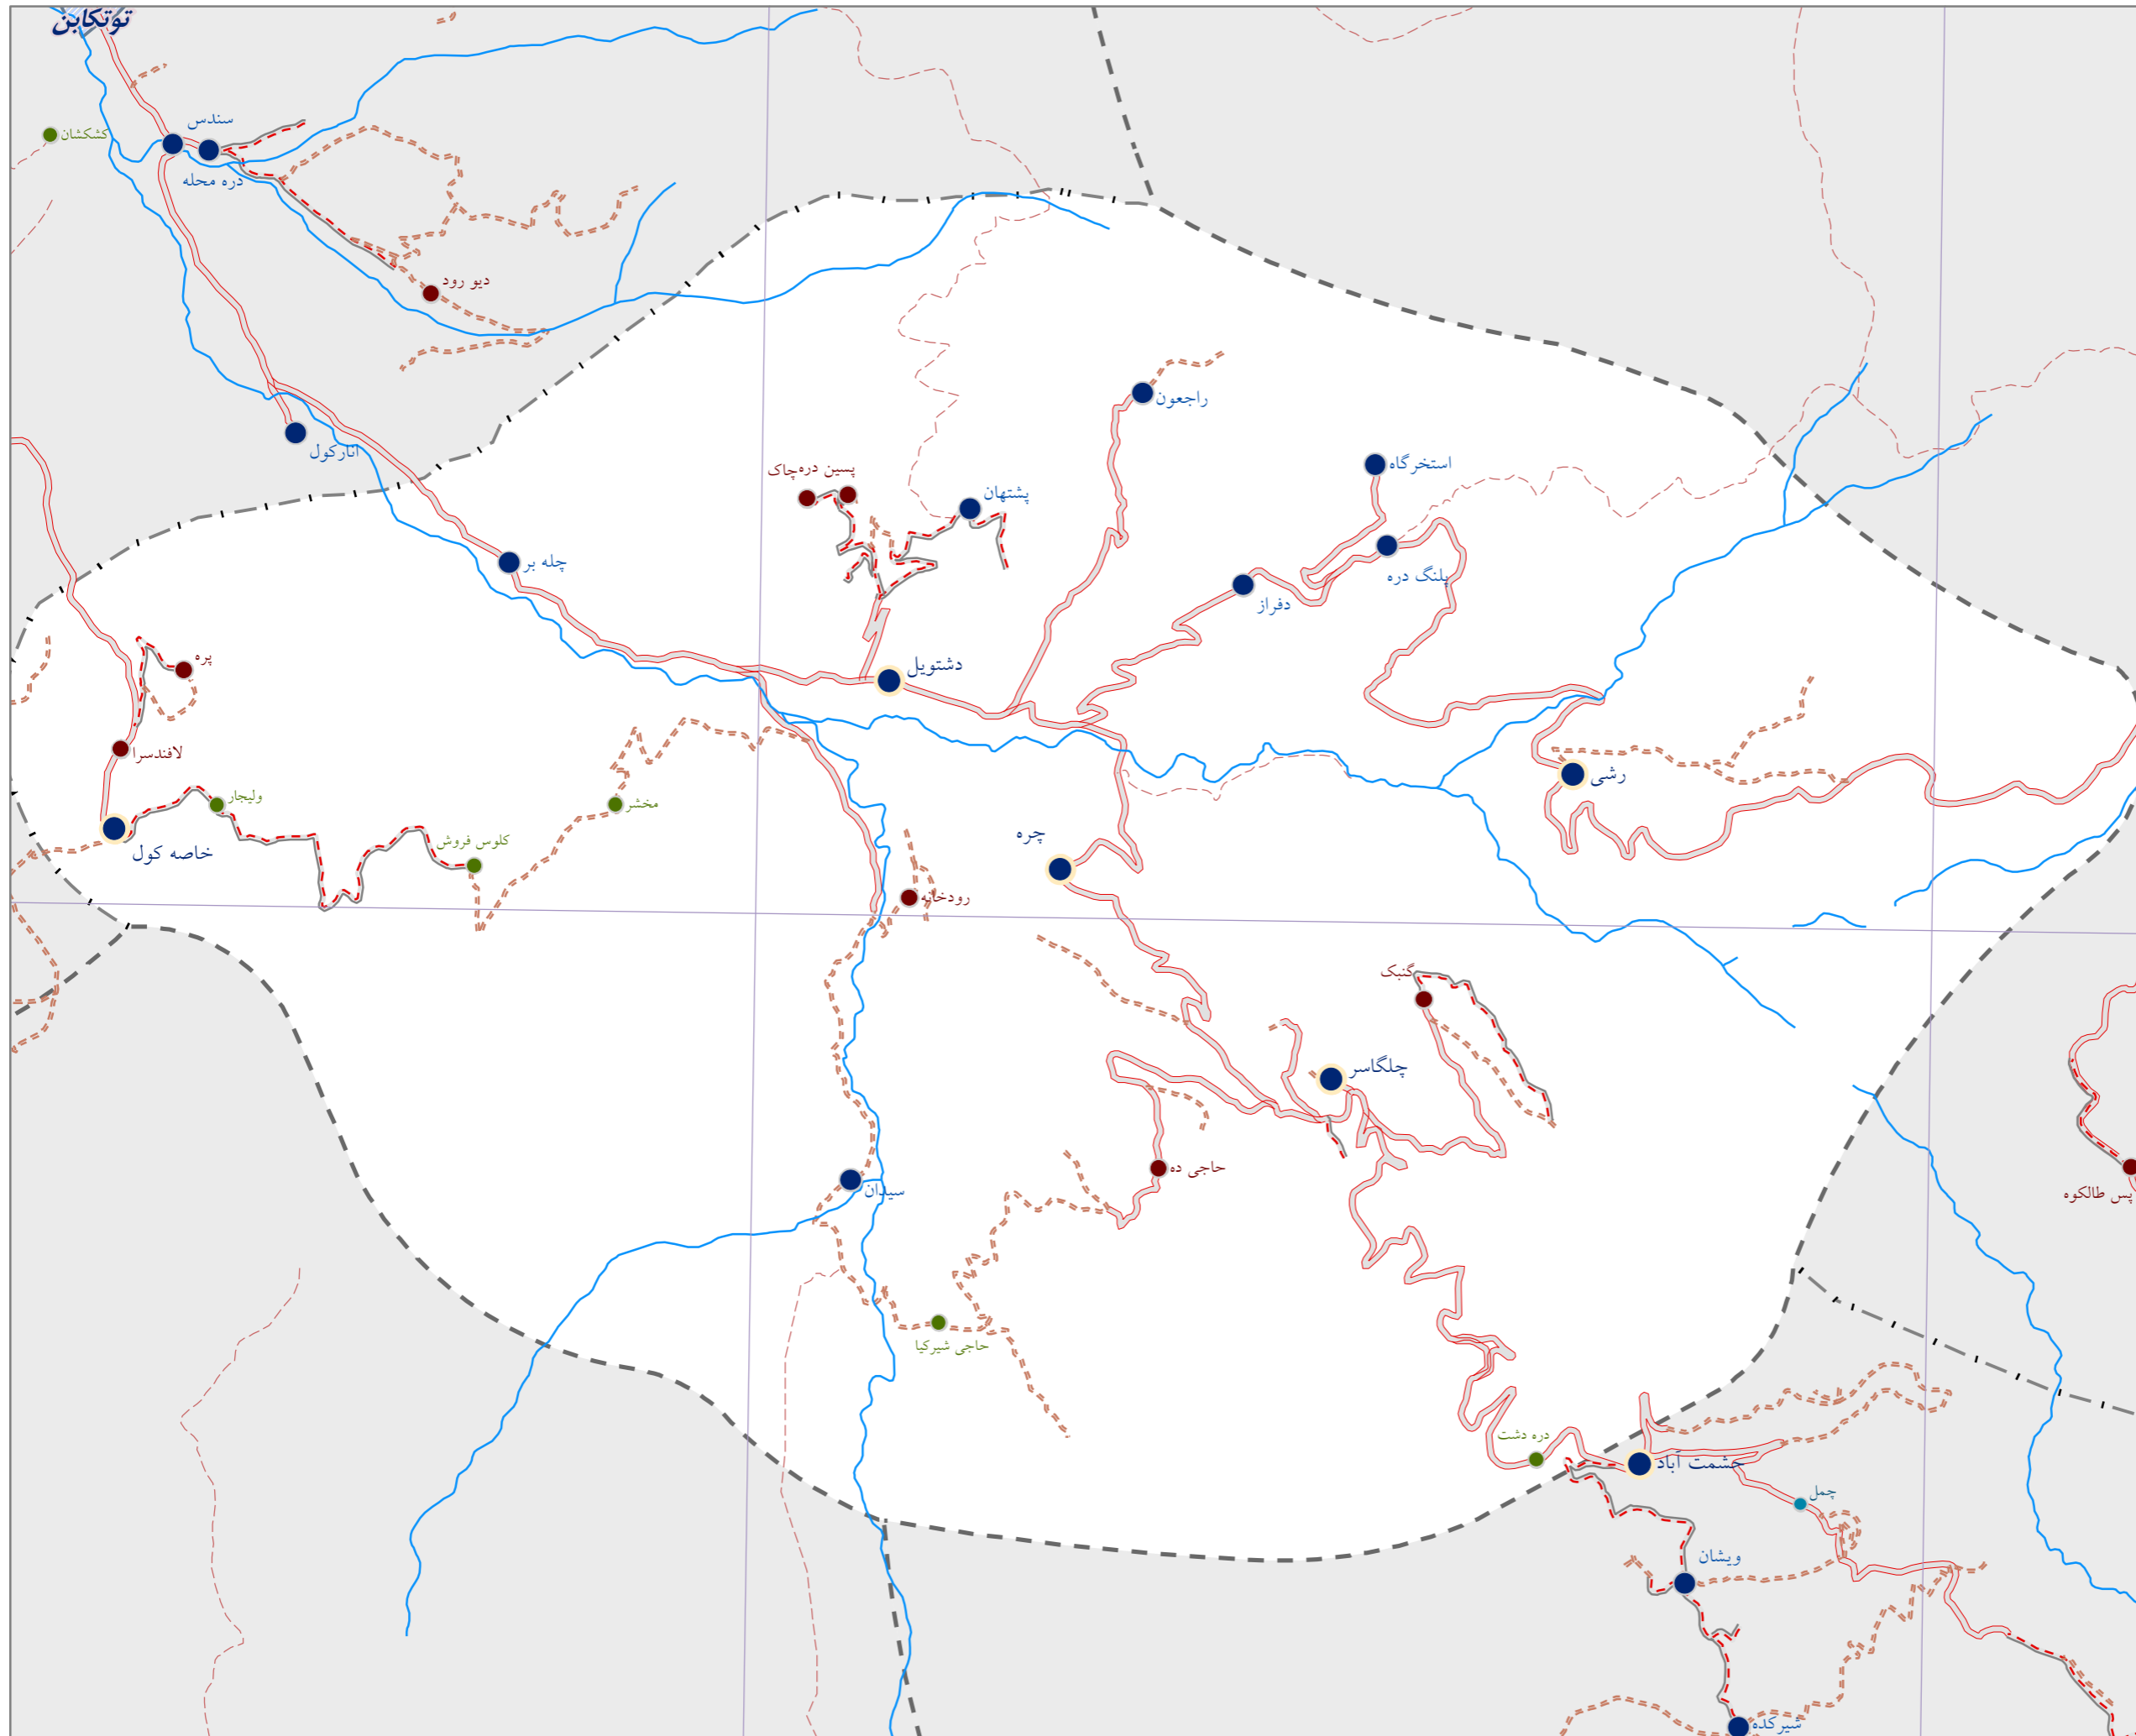 توتکابن
سندس
کشکشان
دره محله
دیو رود
راجعون
انارکول
استخرگاه
پسین دره
چاک
پشتهان
چله بر
پلنگ دره
دفراز
پره
دشتویل
لافندسرا
رشی
ولیجار
مخشر
چره
کلوس فروش
خاصه کول
رودخانه
گنبک
چلگاسر
حاجی ده
سیدان
پس طالکوه
حاجی شیرکیا
دره دشت
حشمت آباد
چمل
ویشان
شیرکده